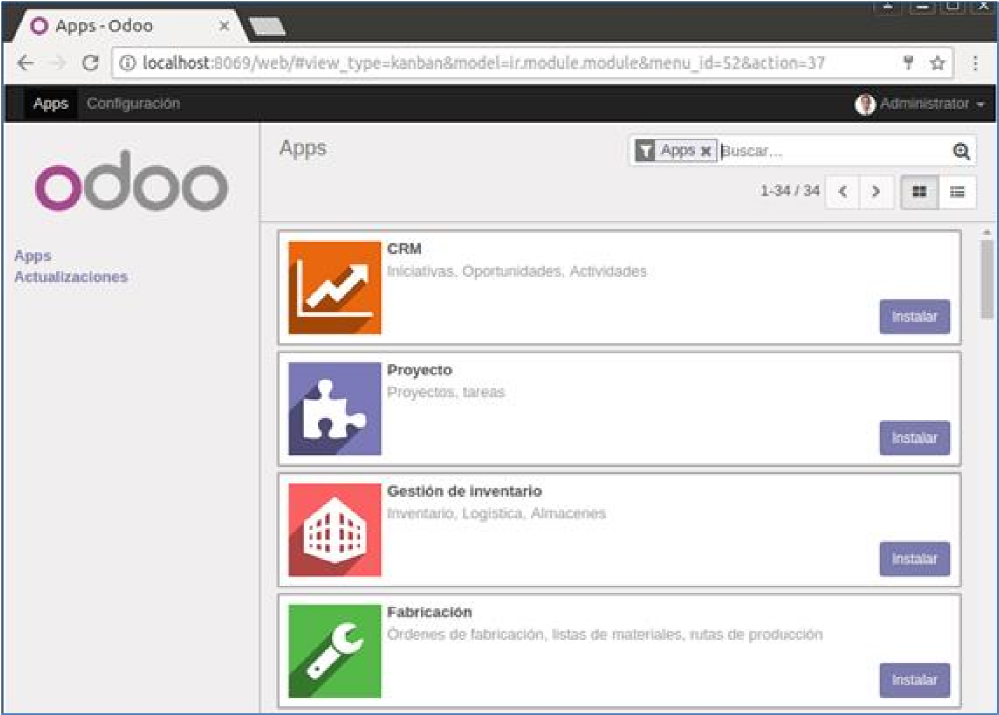 Apps - Odoo
localhost:8069/web/#view_type=kanban&model=ir.module.module&menu_id=52&action=37
Apps Configuración Administrator
odoo
Apps
Actualizaciones
Apps
Apps Buscar...
1-34 / 34
CRM
Iniciativas, Oportunidades, Actividades
Instalar
Proyecto
Proyectos, tareas
Instalar
Gestión de inventario
Inventario, Logística, Almacenes
Instalar
Fabricación
Órdenes de fabricación, listas de materiales, rutas de producción
Instalar